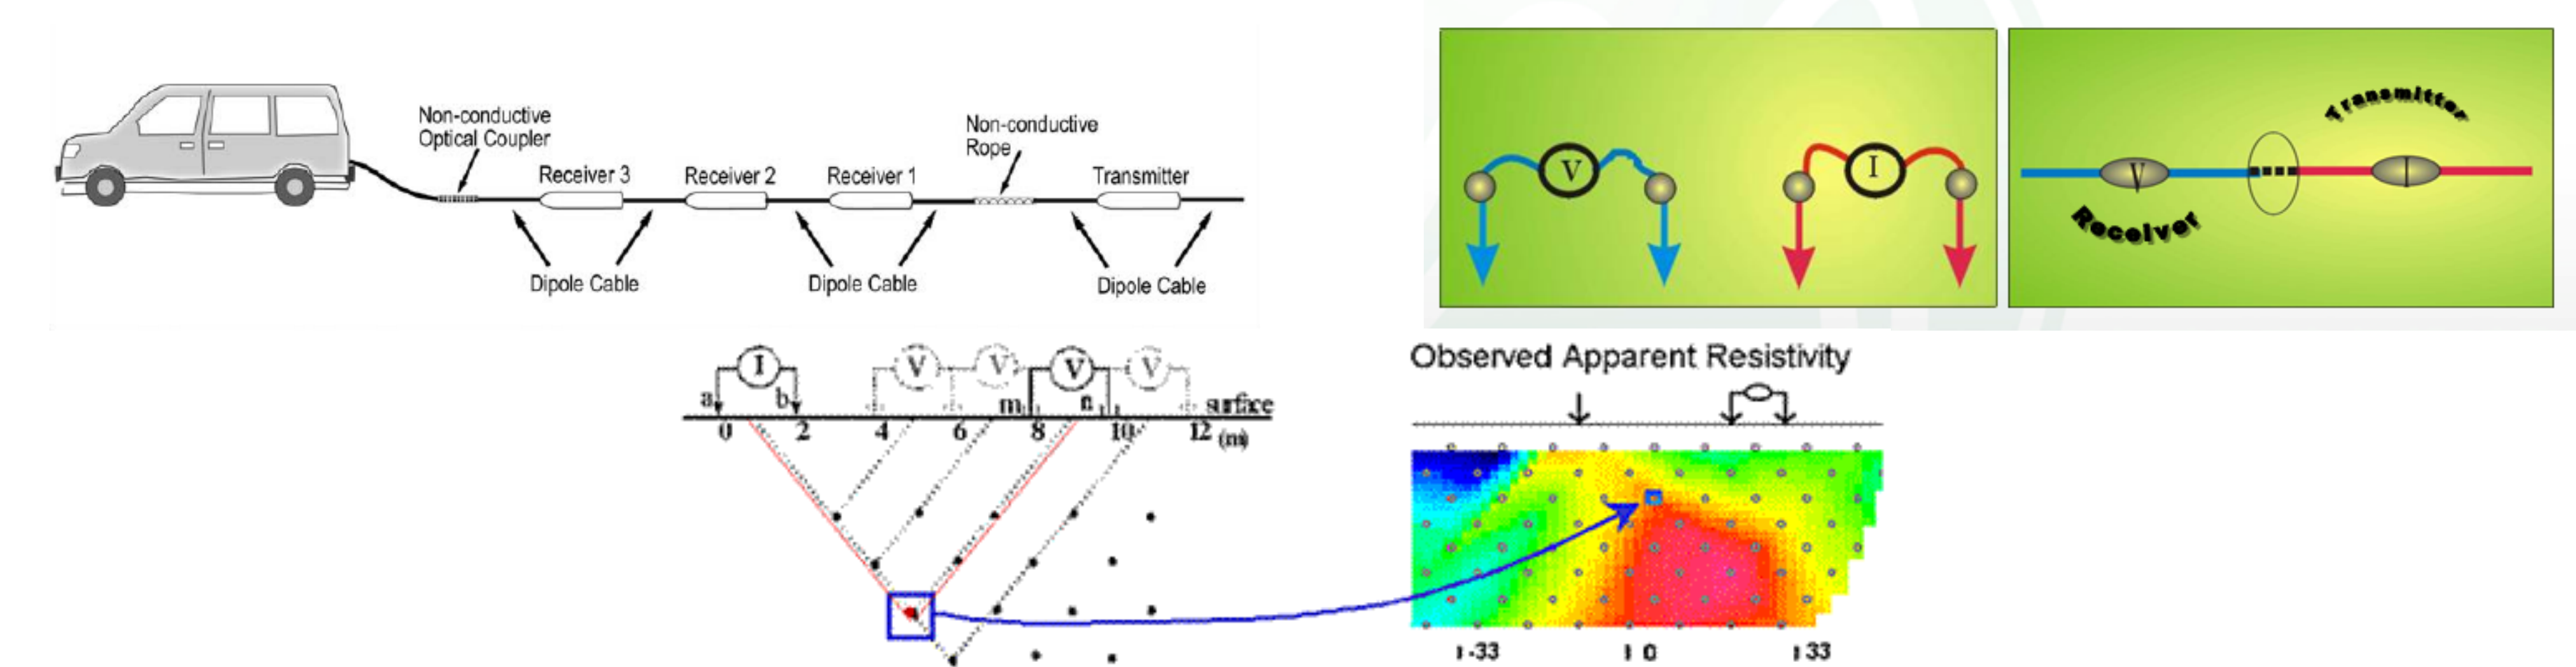 Non-conductive
Optical Coupler
Receiver 3
Receiver 2
Receiver 1
Non-conductive
Rope
Transmitter
Dipole Cable
Dipole Cable
Dipole Cable
V
I
Transmitter
V
I
Receiver
I
V
V
V
V
a
b
m
n
surface
0 2 4 6 8 10 12 (m)
Observed Apparent Resistivity
-33
0
33